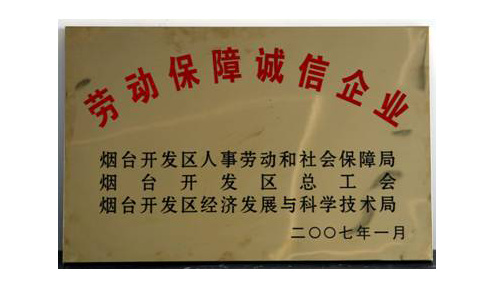 劳动保障诚信企业
烟台开发区人事劳动和社会保障局
烟台开发区总工会
烟台开发区经济发展与科学技术局
二〇〇七年一月